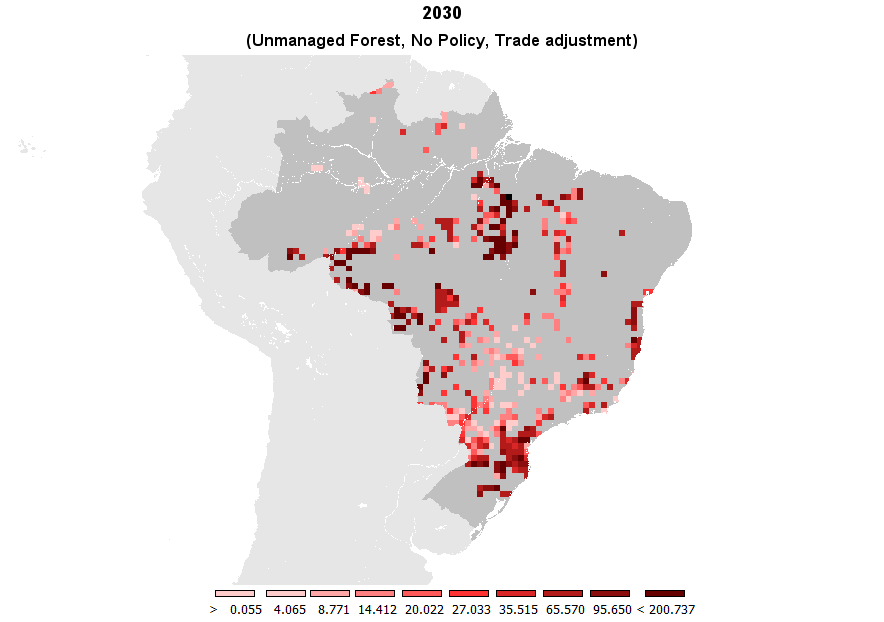 2030
(Unmanaged Forest, No Policy, Trade adjustment)
> 0.055 4.065 8.771 14.412 20.022 27.033 35.515 65.570 95.650 < 200.737